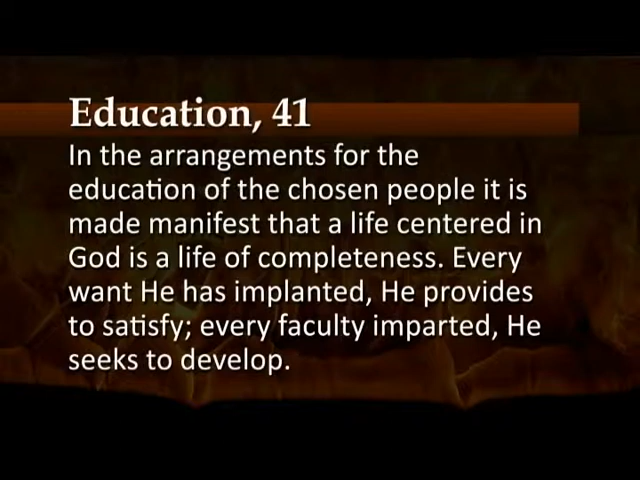 Education, 41
In the arrangements for the
education of the chosen people it is
made manifest that a life centered in
God is a life of completeness. Every
want He has implanted, He provides
to satisfy; every faculty imparted, He
seeks to develop.